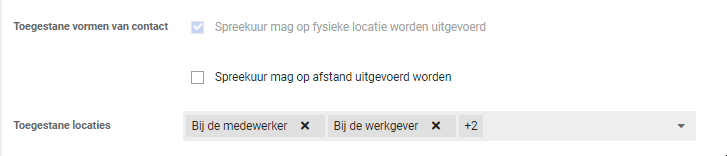 Toegestane vormen van contact Spreekuur mag op fysieke locatie worden uitgevoerd
Spreekuur mag op afstand uitgevoerd worden
Toegestane locaties Bij de medewerker × Bij de werkgever × +2